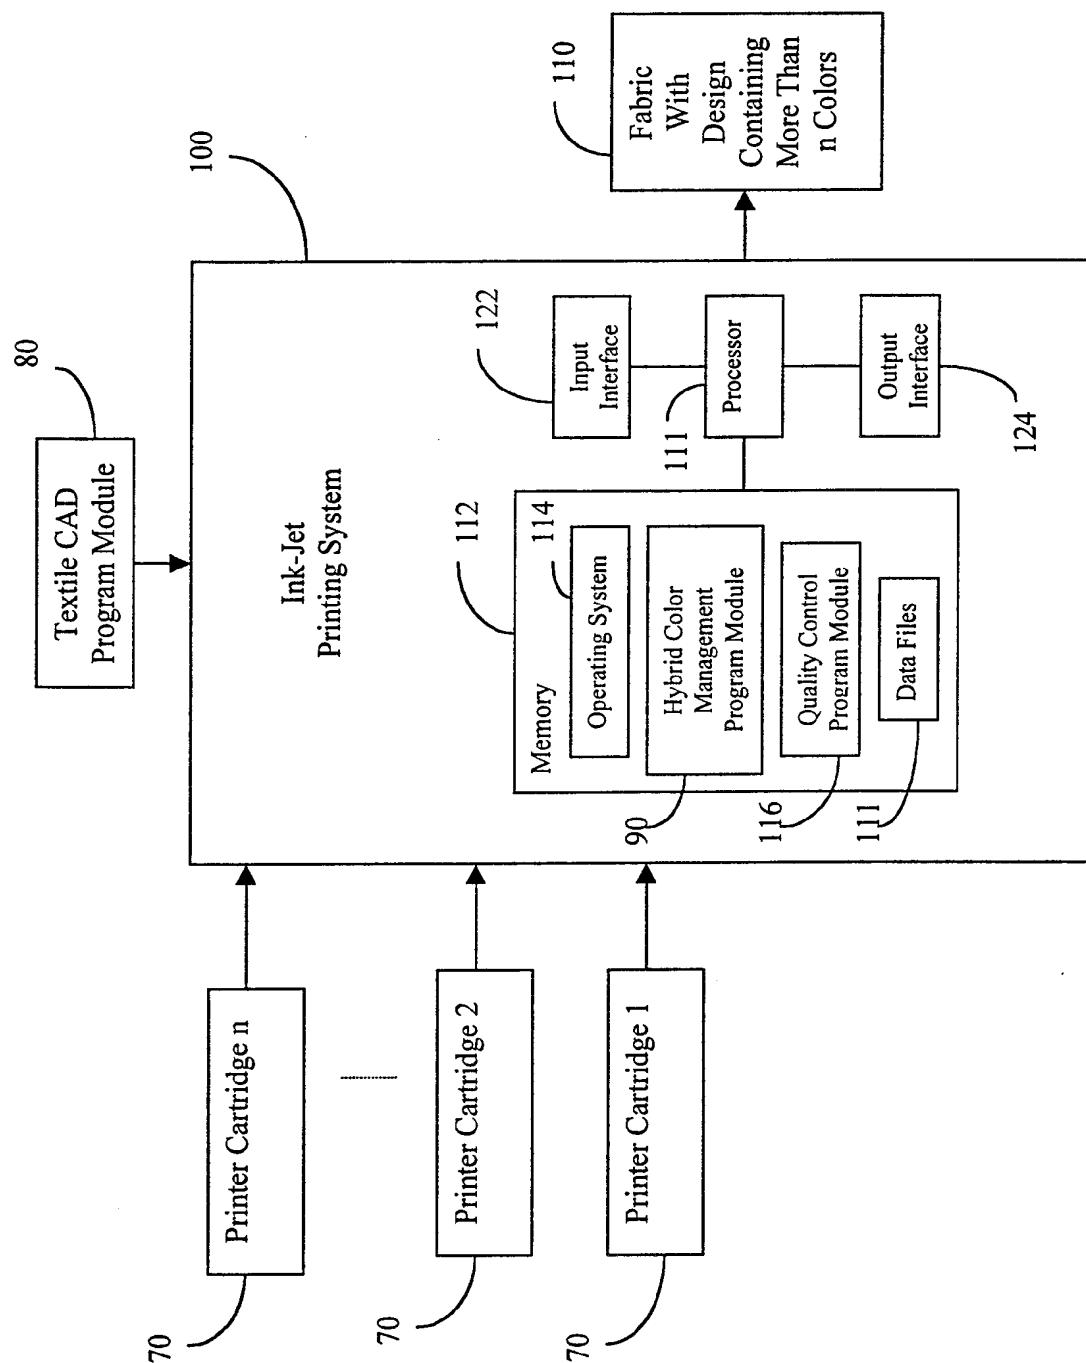 80
Textile CAD
Program Module
100
Ink-Jet
Printing System
Printer Cartridge n
70
Printer Cartridge 2
70
Printer Cartridge 1
70
112
Memory
114
Operating System
Hybrid Color
Management
Program Module
90
Quality Control
Program Module
116
Data Files
111
122
Input
Interface
111
Processor
Output
Interface
124
110
Fabric
With
Design
Containing
More Than
n Colors